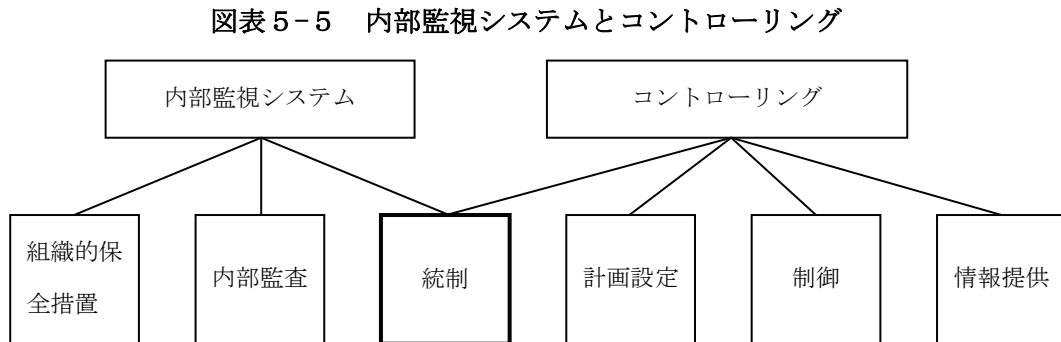 図表5-5 内部監視システムとコントローリング
内部監視システム
コントローリング
組織的保
全措置
内部監査
統制
計画設定
制御
情報提供